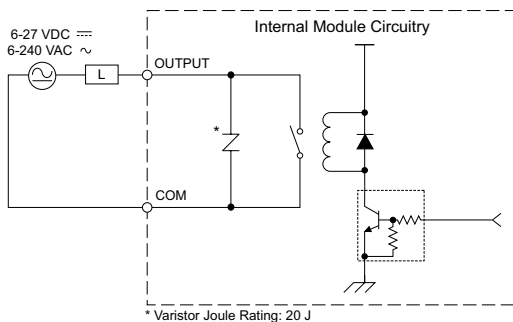 Internal Module Circuitry
6-27 VDC ⎓
6-240 VAC ∿
OUTPUT
L
*
COM
* Varistor Joule Rating: 20 J